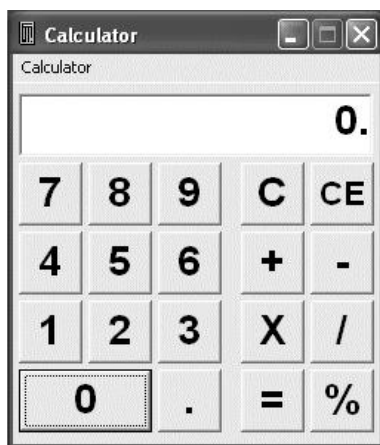 Calculator
Calculator
0.
7 8 9 C CE
4 5 6 + -
1 2 3 X /
0 . = %